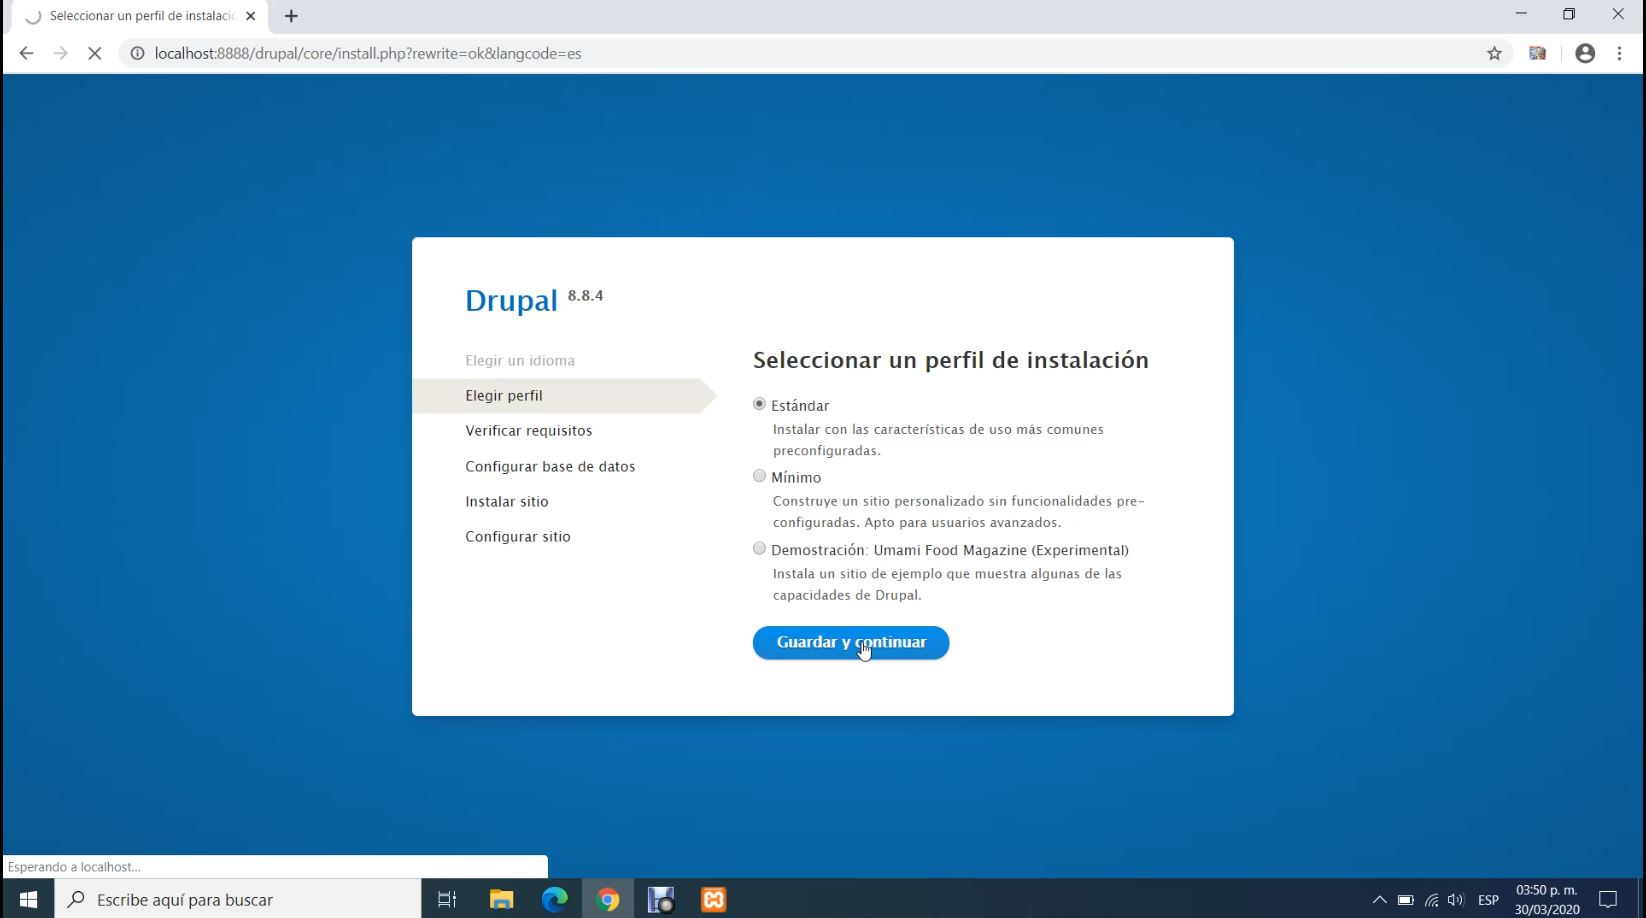 Seleccionar un perfil de instalació
localhost:8888/drupal/core/install.php?rewrite=ok&langcode=es
Drupal 8.8.4
Elegir un idioma
Elegir perfil
Verificar requisitos
Configurar base de datos
Instalar sitio
Configurar sitio
Seleccionar un perfil de instalación
Estándar
Instalar con las características de uso más comunes
preconfiguradas.
Mínimo
Construye un sitio personalizado sin funcionalidades pre-
configuradas. Apto para usuarios avanzados.
Demostración: Umami Food Magazine (Experimental)
Instala un sitio de ejemplo que muestra algunas de las
capacidades de Drupal.
Guardar y continuar
Esperando a localhost...
Escribe aquí para buscar
ESP
03:50 p. m.
30/03/2020